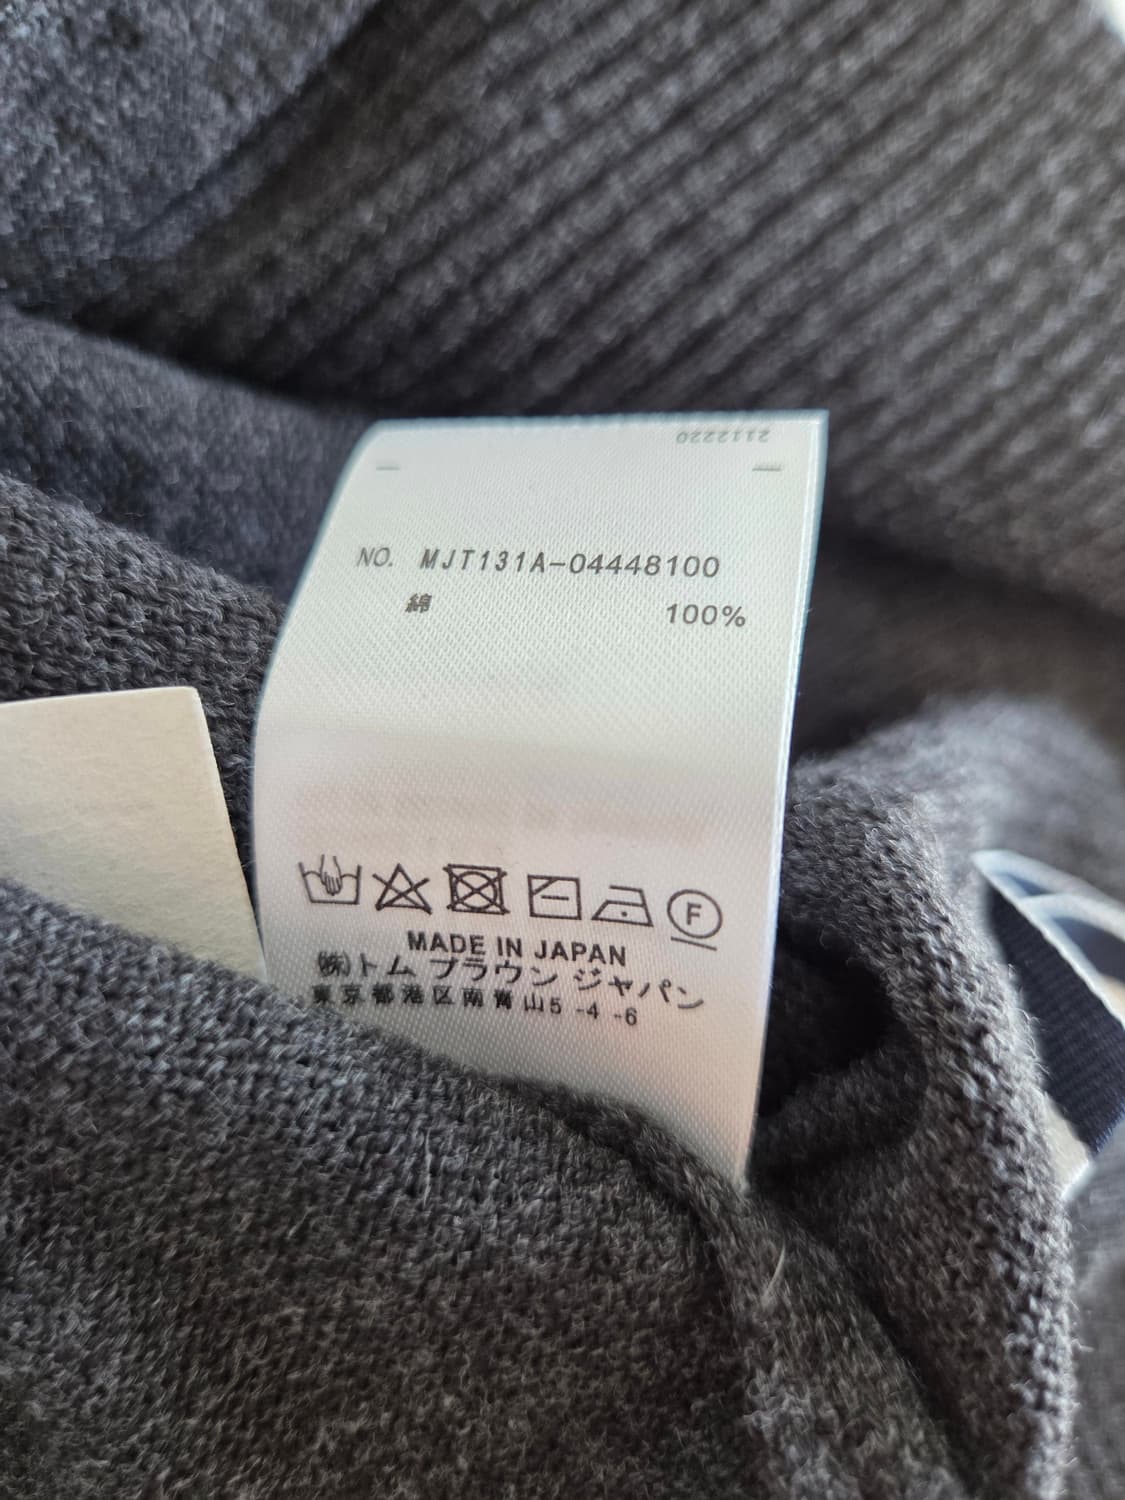 2112220
NO. MJT131A-04448100
綿 100%
F
MADE IN JAPAN
㈱トム ブラウン ジャパン
東京都港区南青山5-4-6